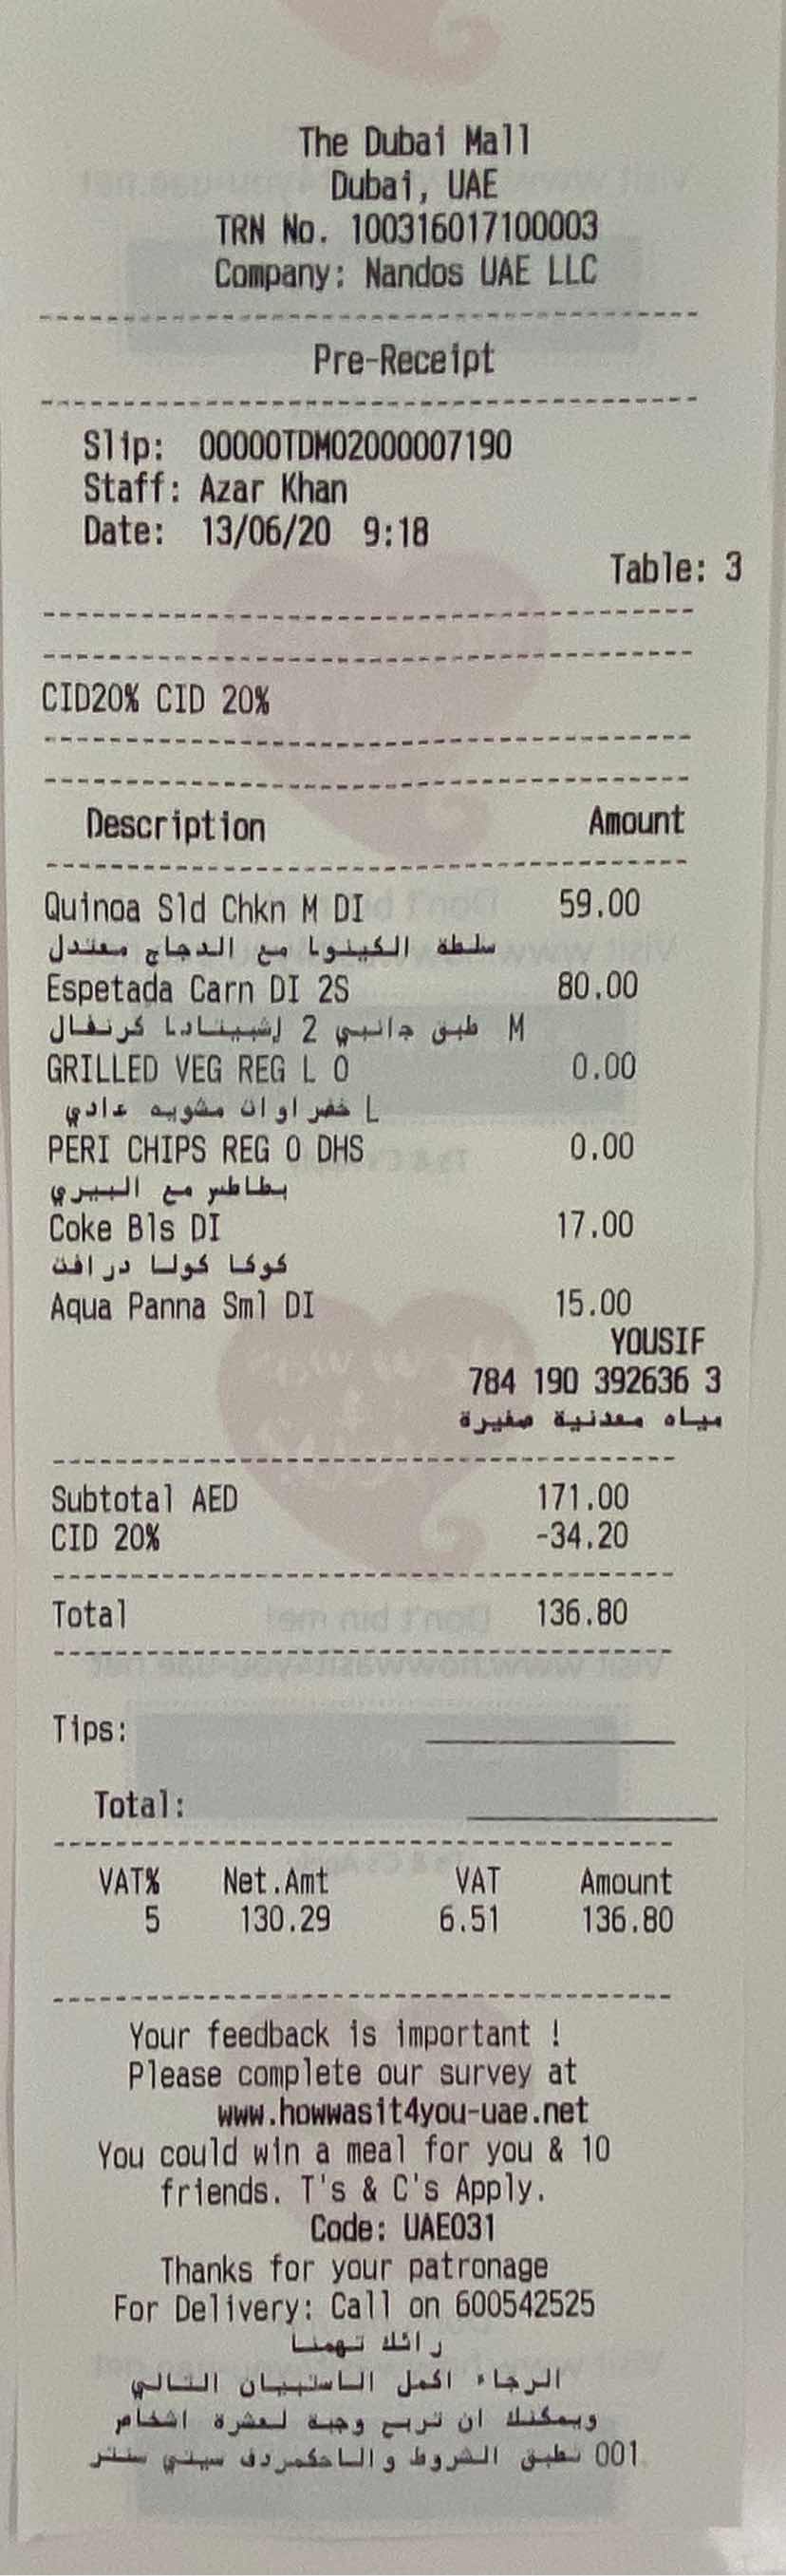 The Dubai Mall
Dubai, UAE
TRN No. 100316017100003
Company: Nandos UAE LLC
Pre-Receipt
Slip: 00000TDM02000007190
Staff: Azar Khan
Date: 13/06/20 9:18
Table: 3
CID20% CID 20%
Description Amount
Quinoa Sld Chkn M DI 59.00
سلطة الكينوا مع الدجاج معتدل
Espetada Carn DI 2S 80.00
M طبق جانبي 2 إسبيتادا كرنفال
GRILLED VEG REG L O 0.00
L خضراوات مشويه عادي
PERI CHIPS REG O DHS 0.00
بطاطس مع البيري
Coke Bls DI 17.00
كوكا كولا درافت
Aqua Panna Sml DI 15.00
YOUSIF
784 190 392636 3
مياه معدنية صغيرة
Subtotal AED 171.00
CID 20% -34.20
Total 136.80
Tips:
Total:
VAT% Net.Amt VAT Amount
5 130.29 6.51 136.80
Your feedback is important !
Please complete our survey at
www.howwasit4you-uae.net
You could win a meal for you & 10
friends. T's & C's Apply.
Code: UAE031
Thanks for your patronage
For Delivery: Call on 600542525
رائك تهمنا
الرجاء اكمل الاستبيان التالي
ويمكنك ان تربح وجبة لعشرة اشخاص
001 تطبق الشروط سيتي سنتر